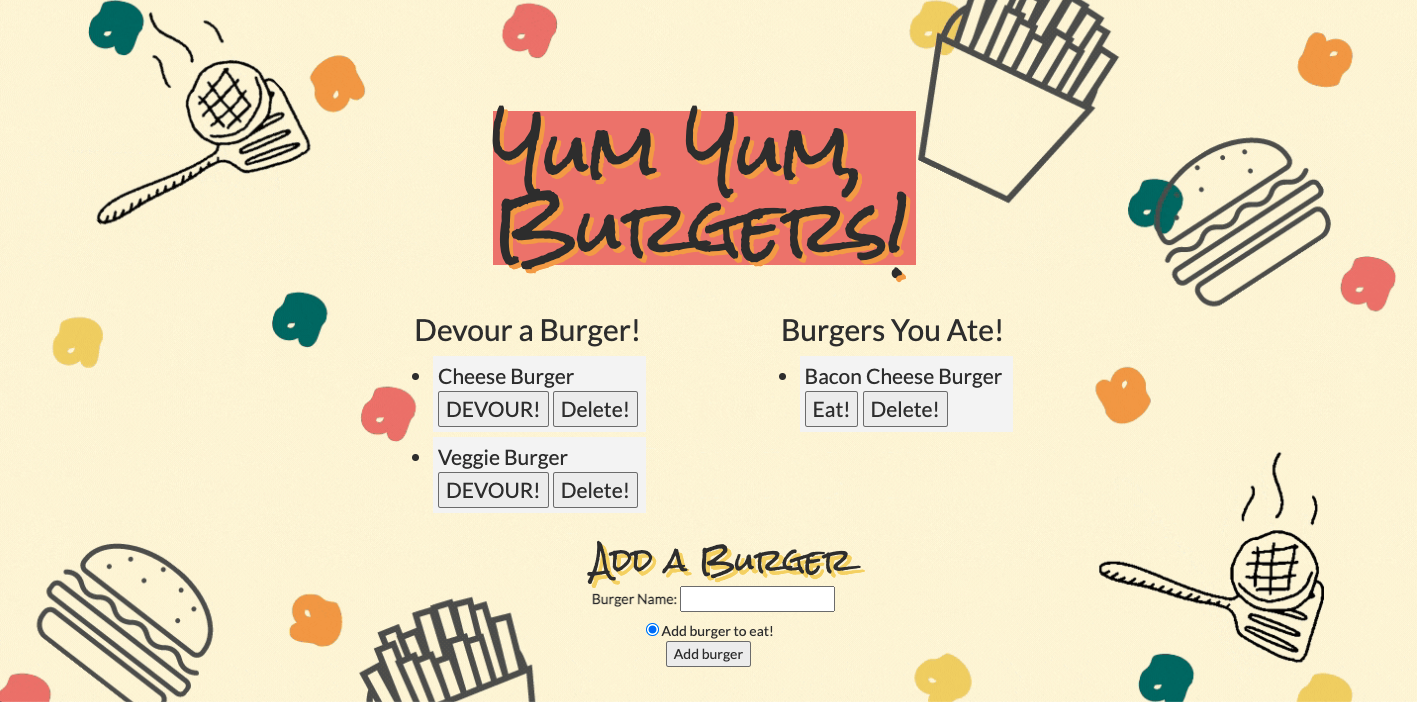 Yum Yum,
Burgers!
Devour a Burger!
Cheese Burger
DEVOUR! Delete!
Veggie Burger
DEVOUR! Delete!
Burgers You Ate!
Bacon Cheese Burger
Eat! Delete!
Add a Burger
Burger Name:
Add burger to eat!
Add burger